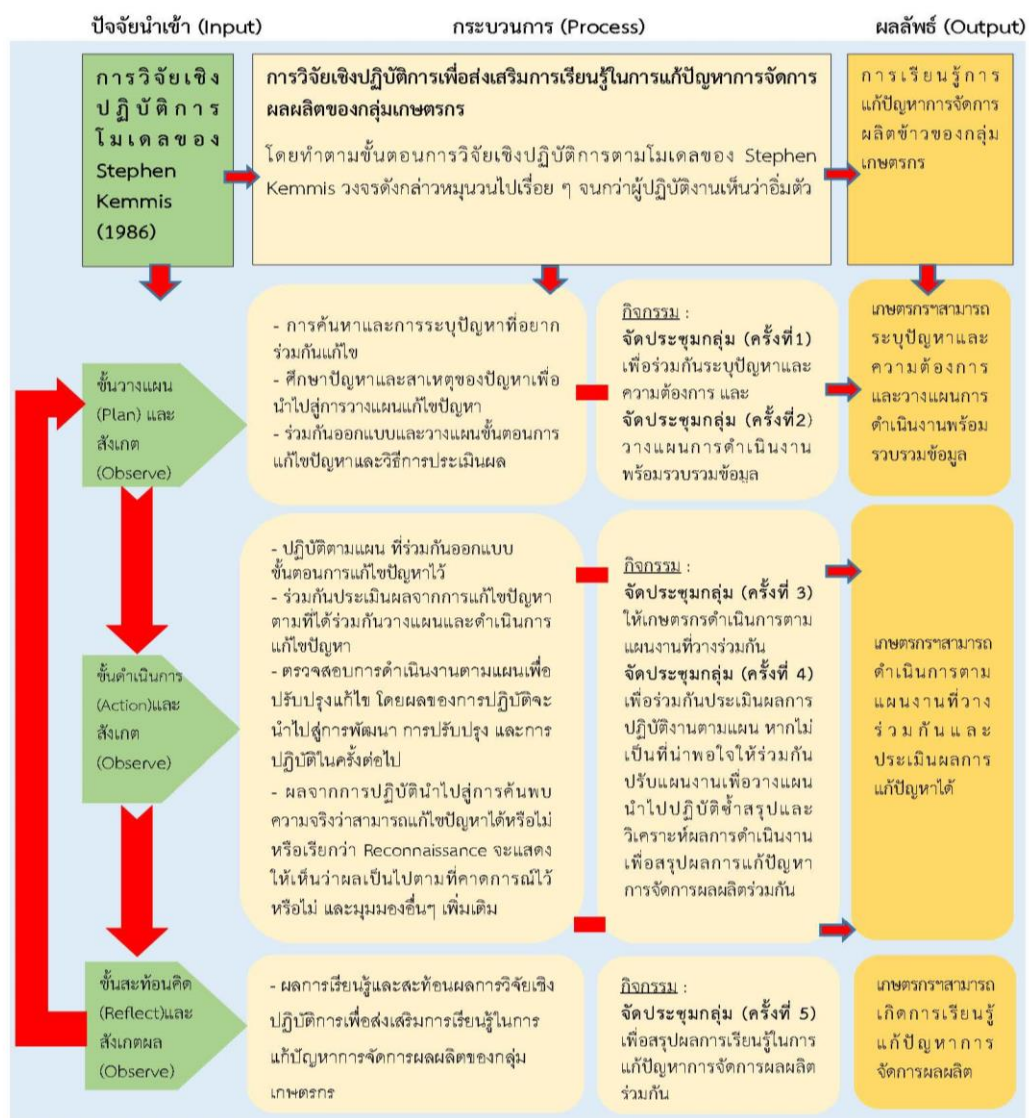 ปัจจัยนำเข้า (Input)
กระบวนการ (Process)
ผลลัพธ์ (Output)
การวิจัยเชิง
ปฏิบัติการ
โมเดลของ
Stephen
Kemmis
(1986)
การวิจัยเชิงปฏิบัติการเพื่อส่งเสริมการเรียนรู้ในการแก้ปัญหาการจัดการ
ผลผลิตของกลุ่มเกษตรกร
โดยทำตามขั้นตอนการวิจัยเชิงปฏิบัติการตามโมเดลของ Stephen
Kemmis วงจรดังกล่าวหมุนวนไปเรื่อย ๆ จนกว่าผู้ปฏิบัติงานเห็นว่าอิ่มตัว
การเรียนรู้การ
แก้ปัญหาการจัดการ
ผลิตข้าวของกลุ่ม
เกษตรกร
ขั้นวางแผน
(Plan) และ
สังเกต
(Observe)
- การค้นหาและการระบุปัญหาที่อยาก
ร่วมกันแก้ไข
- ศึกษาปัญหาและสาเหตุของปัญหาเพื่อ
นำไปสู่การวางแผนแก้ไขปัญหา
- ร่วมกันออกแบบและวางแผนขั้นตอนการ
แก้ไขปัญหาและวิธีการประเมินผล
กิจกรรม :
จัดประชุมกลุ่ม (ครั้งที่1)
เพื่อร่วมกันระบุปัญหาและ
ความต้องการ และ
จัดประชุมกลุ่ม (ครั้งที่2)
วางแผนการดำเนินงาน
พร้อมรวบรวมข้อมูล
เกษตรกรฯสามารถ
ระบุปัญหาและ
ความต้องการ
และวางแผนการ
ดำเนินงานพร้อม
รวบรวมข้อมูล
ขั้นดำเนินการ
(Action)และ
สังเกต
(Observe)
- ปฏิบัติตามแผน ที่ร่วมกันออกแบบ
ขั้นตอนการแก้ไขปัญหาไว้
- ร่วมกันประเมินผลจากการแก้ไขปัญหา
ตามที่ได้ร่วมกันวางแผนและดำเนินการ
แก้ไขปัญหา
- ตรวจสอบการดำเนินงานตามแผนเพื่อ
ปรับปรุงแก้ไข โดยผลของการปฏิบัติจะ
นำไปสู่การพัฒนา การปรับปรุง และการ
ปฏิบัติในครั้งต่อไป
- ผลจากการปฏิบัตินำไปสู่การค้นพบ
ความจริงว่าสามารถแก้ไขปัญหาได้หรือไม่
หรือเรียกว่า Reconnaissance จะแสดง
ให้เห็นว่าผลเป็นไปตามที่คาดการณ์ไว้
หรือไม่ และมุมมองอื่นๆ เพิ่มเติม
กิจกรรม :
จัดประชุมกลุ่ม (ครั้งที่ 3)
ให้เกษตรกรดำเนินการตาม
แผนงานที่วางร่วมกัน
จัดประชุมกลุ่ม (ครั้งที่ 4)
เพื่อร่วมกันประเมินผลการ
ปฏิบัติงานตามแผน หากไม่
เป็นที่น่าพอใจให้ร่วมกัน
ปรับแผนงานเพื่อวางแผน
นำไปปฏิบัติซ้ำสรุปและ
วิเคราะห์ผลการดำเนินงาน
เพื่อสรุปผลการแก้ปัญหา
การจัดการผลผลิตร่วมกัน
เกษตรกรฯสามารถ
ดำเนินการตาม
แผนงานที่วาง
ร่วมกันและ
ประเมินผลการ
แก้ปัญหาได้
ขั้นสะท้อนคิด
(Reflect)และ
สังเกตผล
(Observe)
- ผลการเรียนรู้และสะท้อนผลการวิจัยเชิง
ปฏิบัติการเพื่อส่งเสริมการเรียนรู้ในการ
แก้ปัญหาการจัดการผลผลิตของกลุ่ม
เกษตรกร
กิจกรรม :
จัดประชุมกลุ่ม (ครั้งที่ 5)
เพื่อสรุปผลการเรียนรู้ในการ
แก้ปัญหาการจัดการผลผลิต
ร่วมกัน
เกษตรกรฯสามารถ
เกิดการเรียนรู้
แก้ปัญหาการ
จัดการผลผลิต